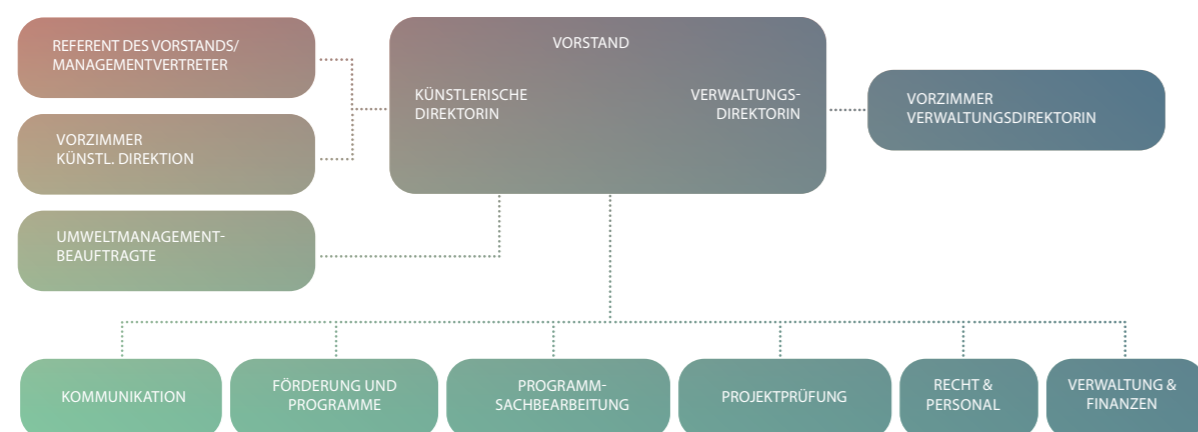 REFERENT DES VORSTANDS/
MANAGEMENTVERTRETER
VORZIMMER
KÜNSTL. DIREKTION
UMWELTMANAGEMENT-
BEAUFTRAGTE
VORSTAND
KÜNSTLERISCHE
DIREKTORIN
VERWALTUNGS-
DIREKTORIN
VORZIMMER
VERWALTUNGSDIREKTORIN
KOMMUNIKATION
FÖRDERUNG UND
PROGRAMME
PROGRAMM-
SACHBEARBEITUNG
PROJEKTPRÜFUNG
RECHT &
PERSONAL
VERWALTUNG &
FINANZEN